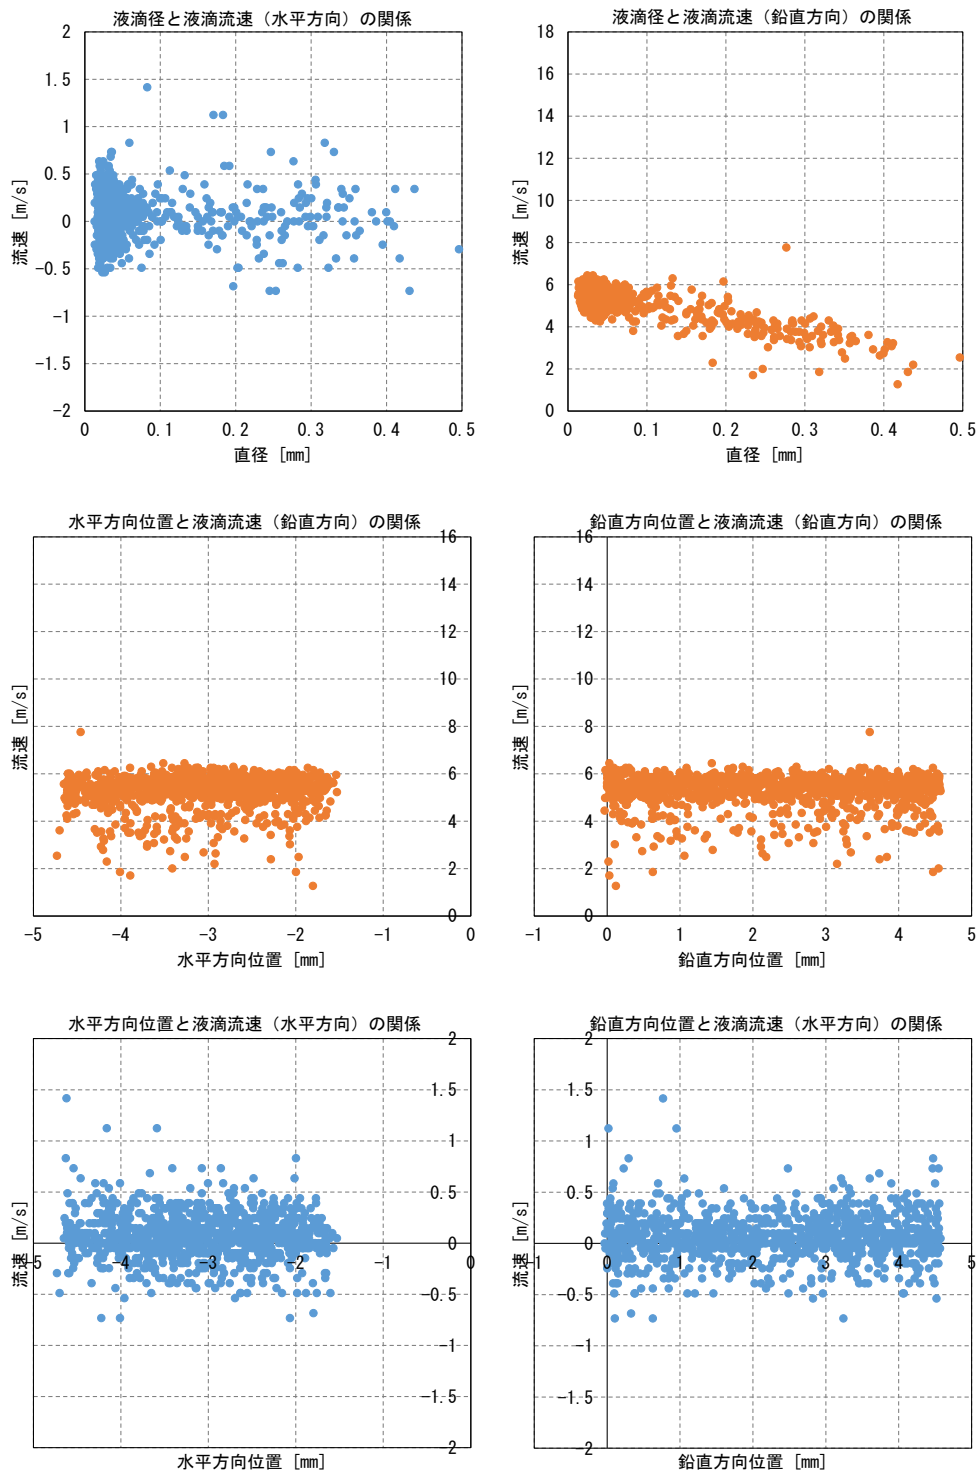 液滴径と液滴流速（水平方向）の関係
2
1.5
1
0.5
0
-0.5
-1
-1.5
-2
流速 [m/s]
0 0.1 0.2 0.3 0.4 0.5
直径 [mm]
液滴径と液滴流速（鉛直方向）の関係
18
16
14
12
10
8
6
4
2
0
流速 [m/s]
0 0.1 0.2 0.3 0.4 0.5
直径 [mm]
水平方向位置と液滴流速（鉛直方向）の関係
16
14
12
10
8
6
4
2
0
流速 [m/s]
-5 -4 -3 -2 -1 0
水平方向位置 [mm]
鉛直方向位置と液滴流速（鉛直方向）の関係
16
14
12
10
8
6
4
2
0
流速 [m/s]
-1 0 1 2 3 4 5
鉛直方向位置 [mm]
水平方向位置と液滴流速（水平方向）の関係
2
1.5
1
0.5
0
-0.5
-1
-1.5
-2
流速 [m/s]
-5 -4 -3 -2 -1 0
水平方向位置 [mm]
鉛直方向位置と液滴流速（水平方向）の関係
2
1.5
1
0.5
0
-0.5
-1
-1.5
-2
流速 [m/s]
-1 0 1 2 3 4 5
鉛直方向位置 [mm]